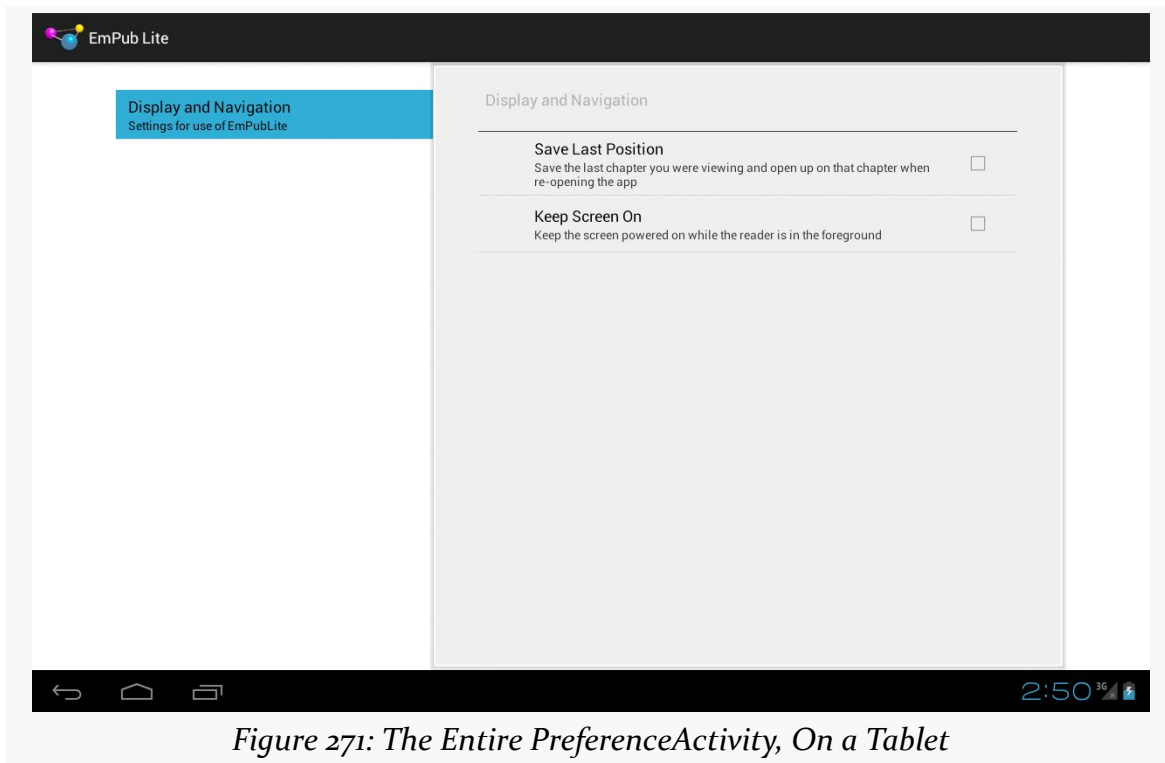 EmPub Lite
Display and Navigation
Settings for use of EmPubLite
Display and Navigation
Save Last Position
Save the last chapter you were viewing and open up on that chapter when
re-opening the app
Keep Screen On
Keep the screen powered on while the reader is in the foreground
2:50 3G
Figure 271: The Entire PreferenceActivity, On a Tablet